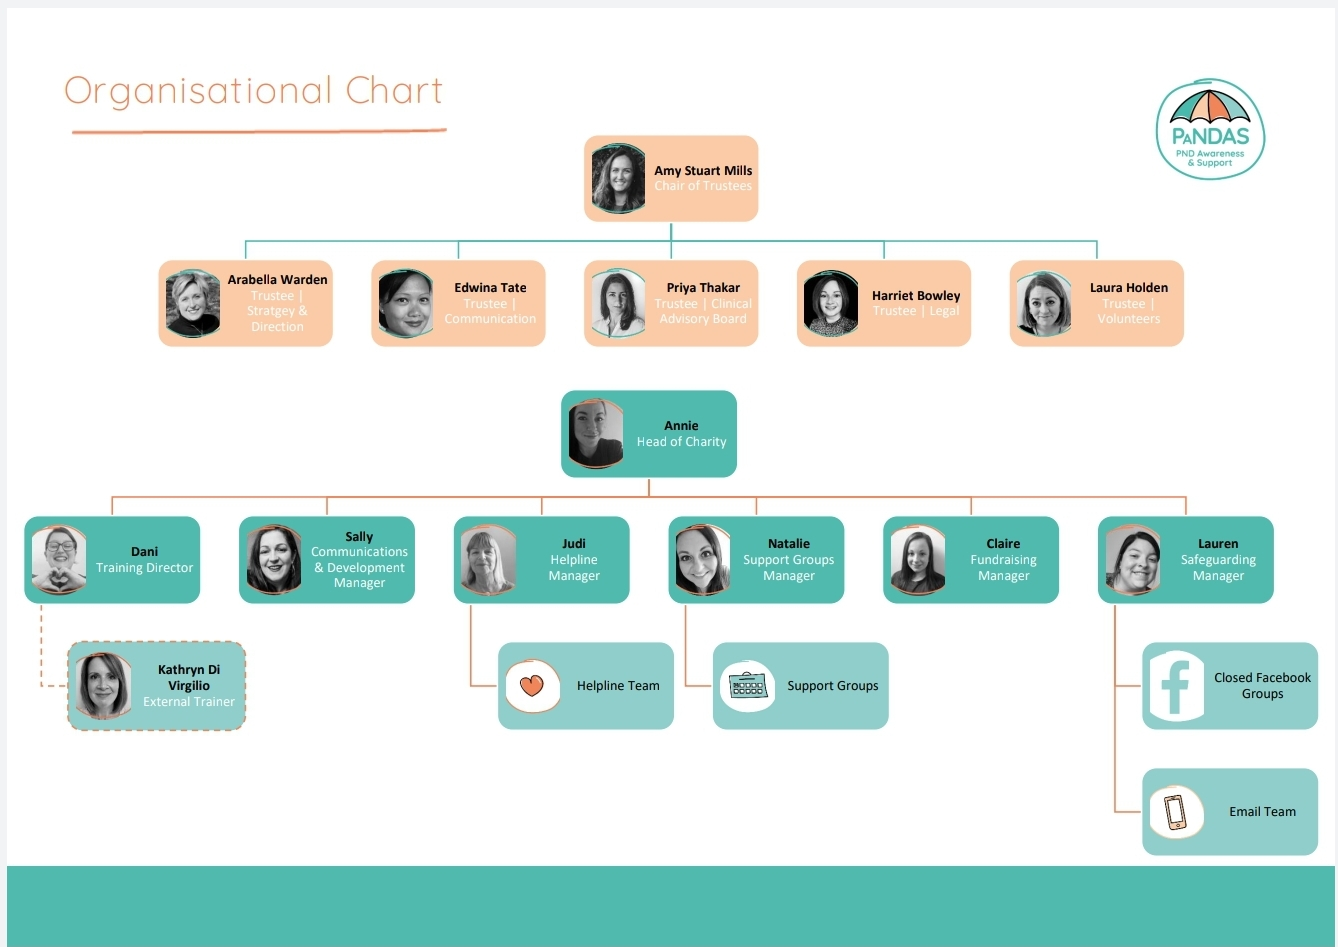 Organisational Chart
PANDAS
PND Awareness
& Support
Amy Stuart Mills
Chair of Trustees
Arabella Warden
Trustee |
Stratgey &
Direction
Edwina Tate
Trustee |
Communication
Priya Thakar
Trustee | Clinical
Advisory Board
Harriet Bowley
Trustee | Legal
Laura Holden
Trustee |
Volunteers
Annie
Head of Charity
Dani
Training Director
Sally
Communications
& Development
Manager
Judi
Helpline
Manager
Natalie
Support Groups
Manager
Claire
Fundraising
Manager
Lauren
Safeguarding
Manager
Kathryn Di
Virgilio
External Trainer
Helpline Team
Support Groups
Closed Facebook
Groups
Email Team